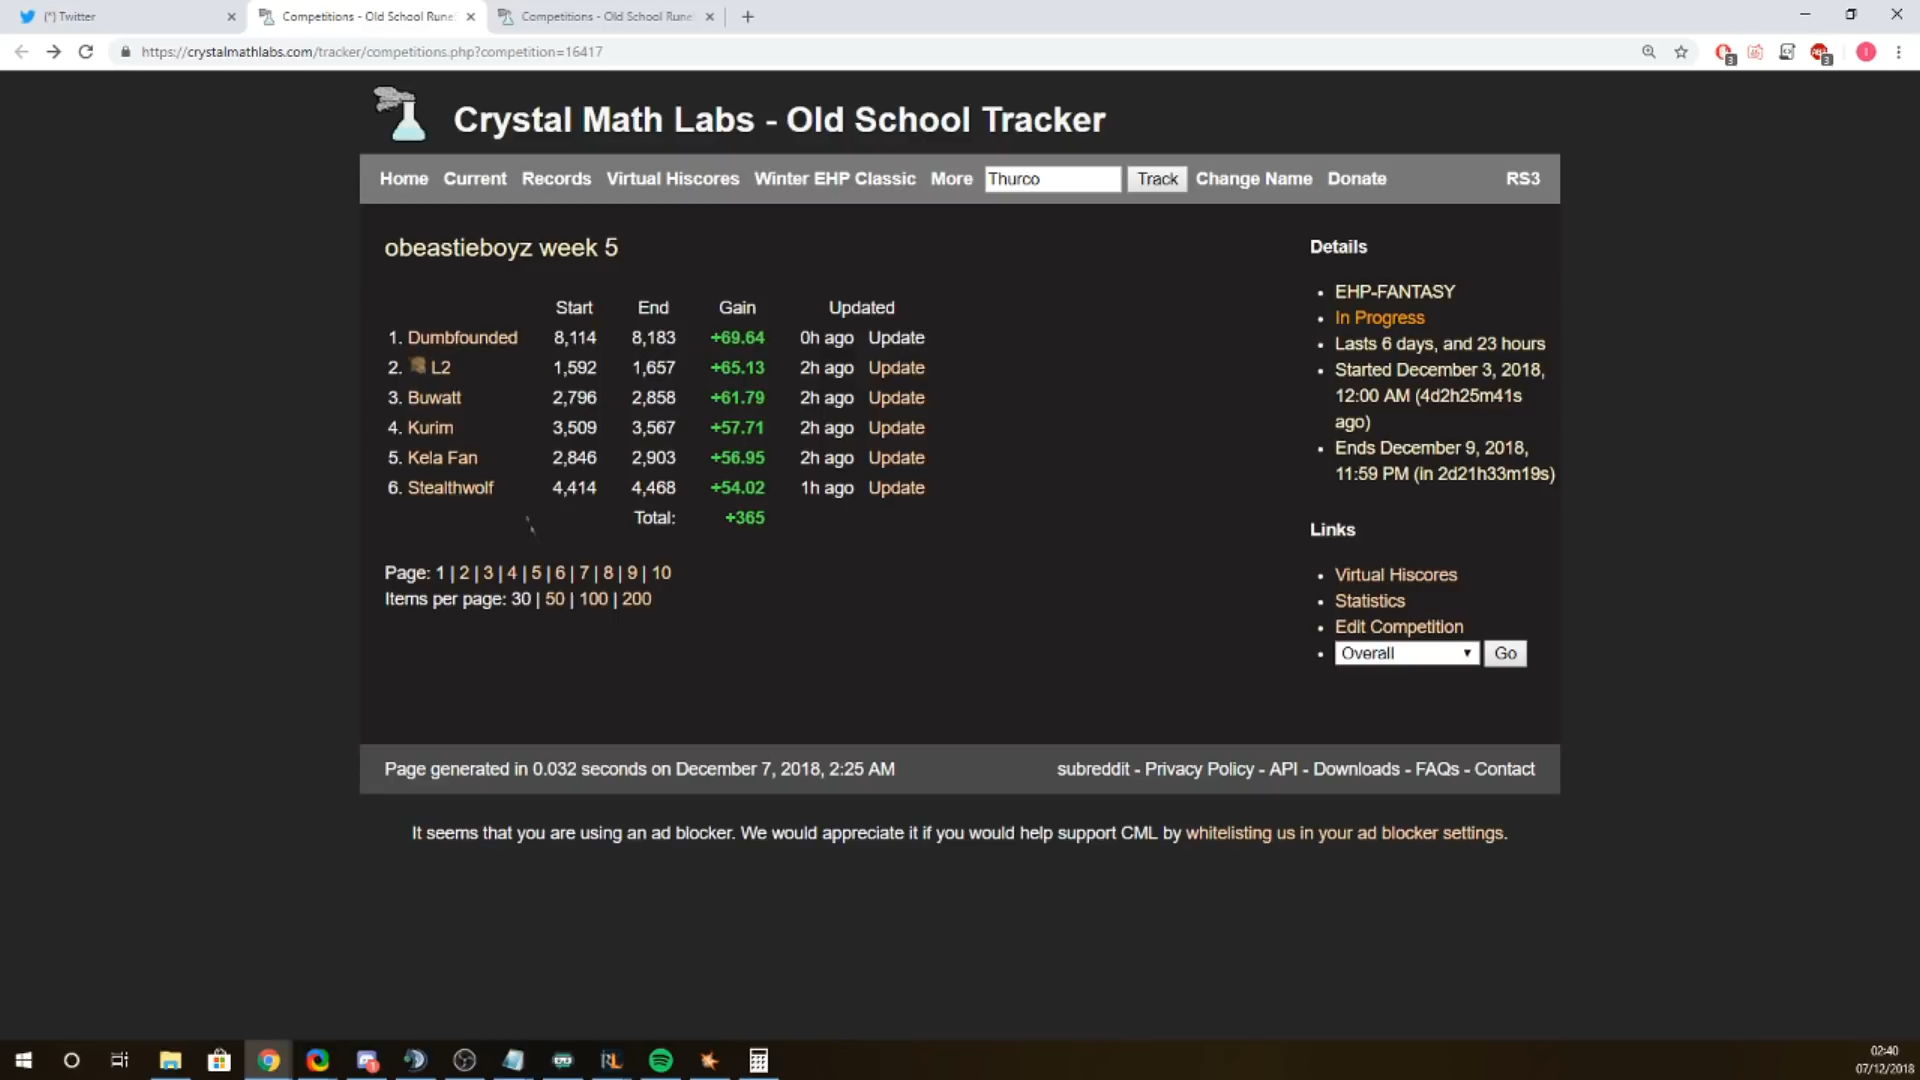 (*) Twitter
Competitions - Old School Rune
Competitions - Old School Rune
https://crystalmathlabs.com/tracker/competitions.php?competition=16417
Crystal Math Labs - Old School Tracker
Home Current Records Virtual Hiscores Winter EHP Classic More Thurco Track Change Name Donate RS3
obeastieboyz week 5
Start End Gain Updated
1. Dumbfounded 8,114 8,183 +69.64 0h ago Update
2. L2 1,592 1,657 +65.13 2h ago Update
3. Buwatt 2,796 2,858 +61.79 2h ago Update
4. Kurim 3,509 3,567 +57.71 2h ago Update
5. Kela Fan 2,846 2,903 +56.95 2h ago Update
6. Stealthwolf 4,414 4,468 +54.02 1h ago Update
Total: +365
Page: 1 | 2 | 3 | 4 | 5 | 6 | 7 | 8 | 9 | 10
Items per page: 30 | 50 | 100 | 200
Details
• EHP-FANTASY
• In Progress
• Lasts 6 days, and 23 hours
• Started December 3, 2018,
12:00 AM (4d2h25m41s
ago)
• Ends December 9, 2018,
11:59 PM (in 2d21h33m19s)
Links
• Virtual Hiscores
• Statistics
• Edit Competition
• Overall Go
Page generated in 0.032 seconds on December 7, 2018, 2:25 AM
subreddit - Privacy Policy - API - Downloads - FAQs - Contact
It seems that you are using an ad blocker. We would appreciate it if you would help support CML by whitelisting us in your ad blocker settings.
02:40
07/12/2018